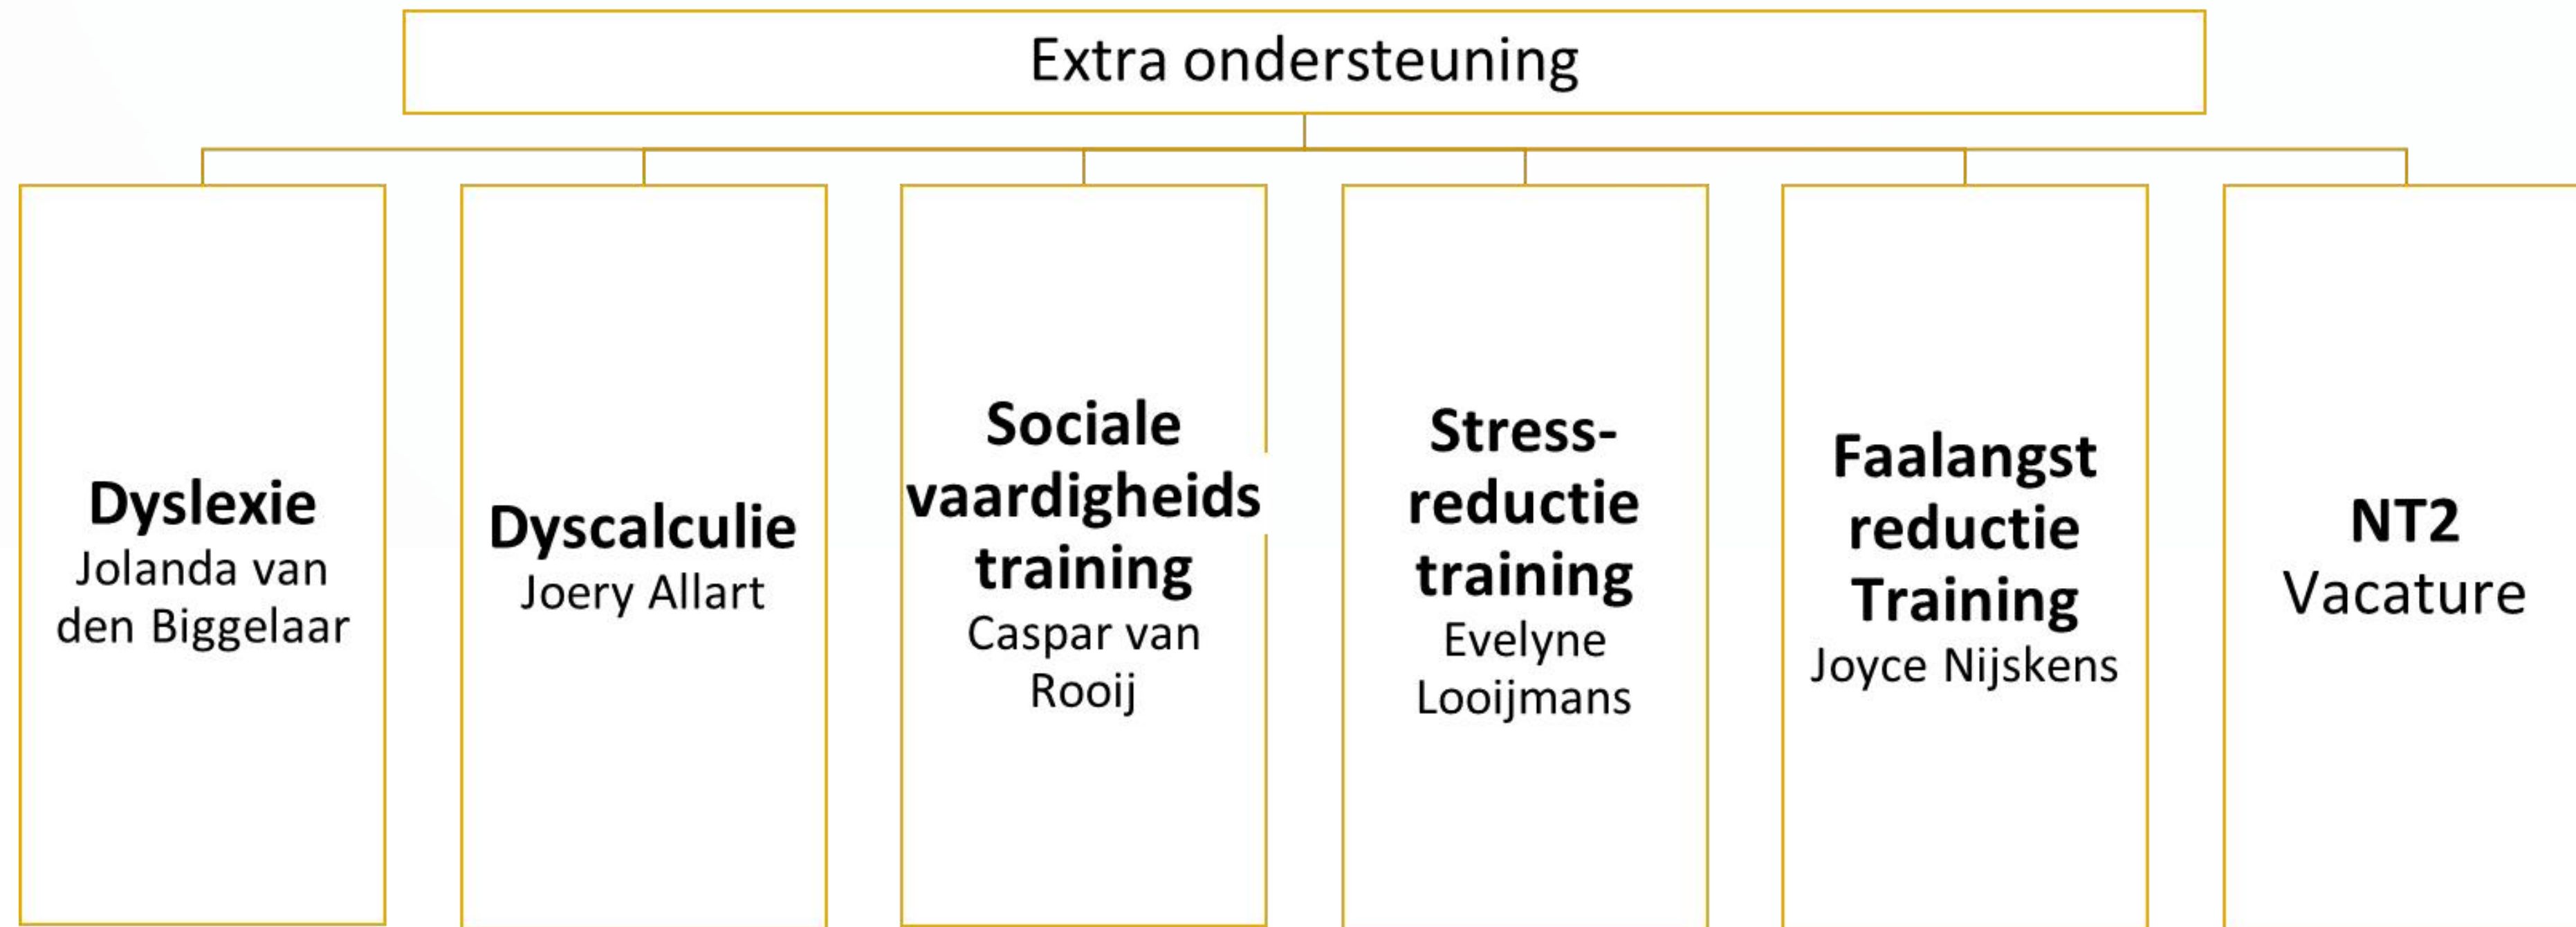 Extra ondersteuning
Dyslexie
Jolanda van
den Biggelaar
Dyscalculie
Joery Allart
Sociale
vaardigheids
training
Caspar van
Rooij
Stress-
reductie
training
Evelyne
Looijmans
Faalangst
reductie
Training
Joyce Nijskens
NT2
Vacature